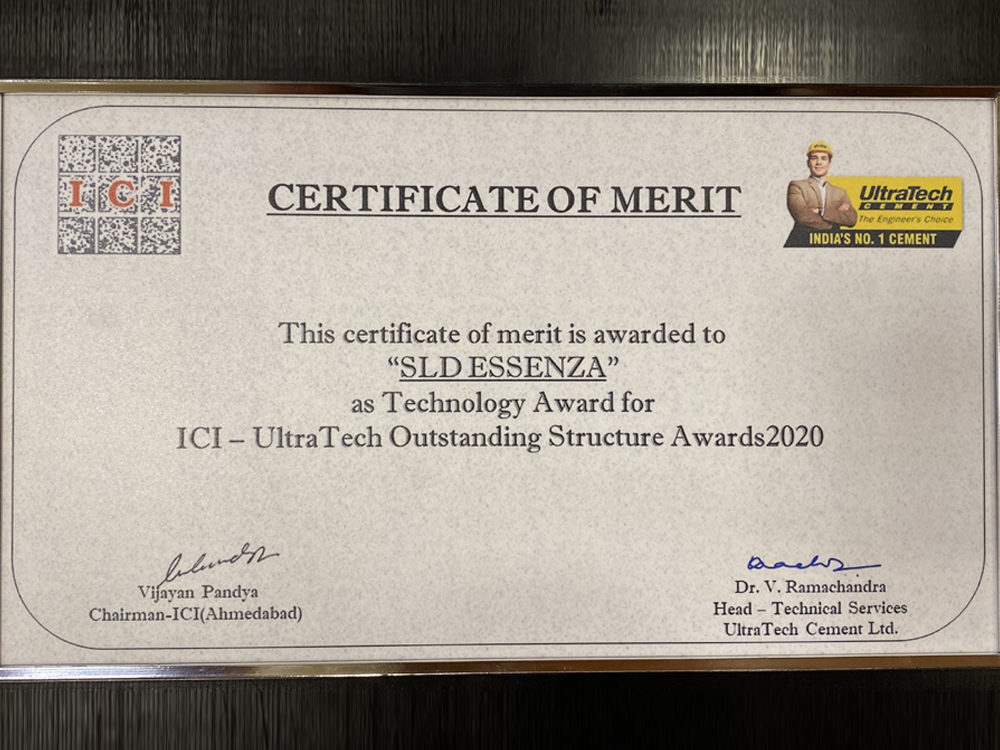 ICI
CERTIFICATE OF MERIT
UltraTech
CEMENT
The Engineer's Choice
INDIA'S NO. 1 CEMENT
This certificate of merit is awarded to
“SLD ESSENZA”
as Technology Award for
ICI – UltraTech Outstanding Structure Awards2020
Vijayan Pandya
Chairman-ICI(Ahmedabad)
Dr. V. Ramachandra
Head – Technical Services
UltraTech Cement Ltd.